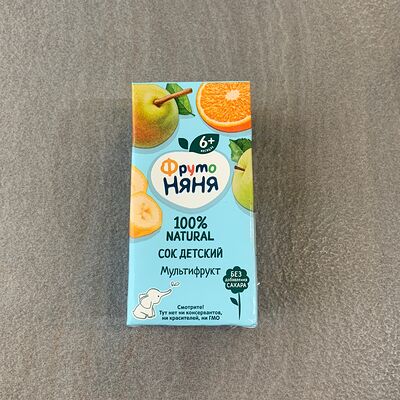 6+
месяцев
Фруто
няня
100%
NATURAL
СОК ДЕТСКИЙ
Мультифрукт
БЕЗ
добавления
САХАРА
Смотрите!
Тут нет ни консервантов,
ни красителей, ни ГМО